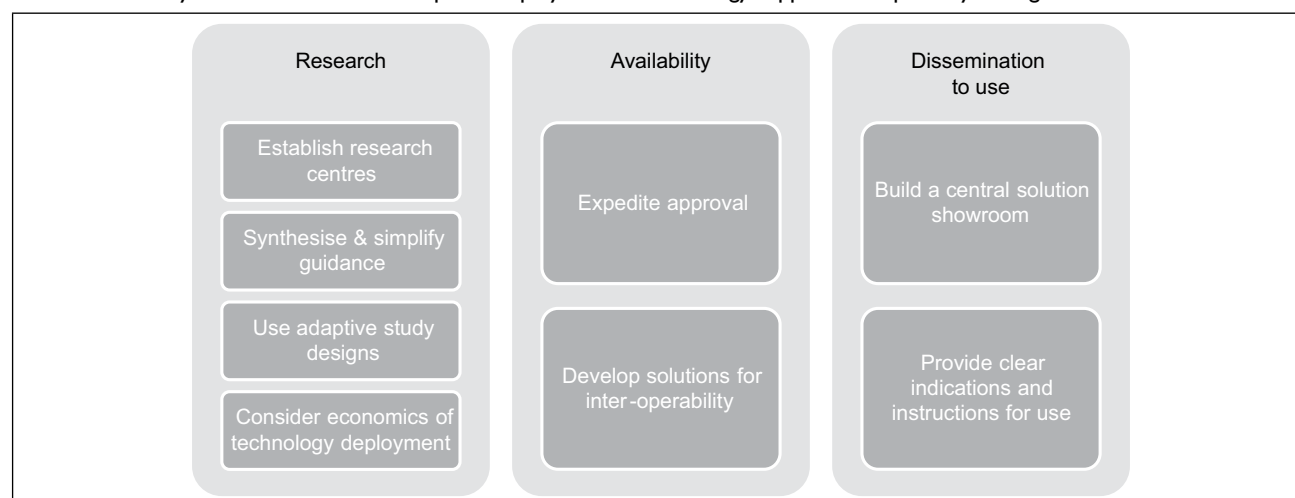 Research
Establish research
centres
Synthesise & simplify
guidance
Use adaptive study
designs
Consider economics of
technology deployment
Availability
Expedite approval
Develop solutions for
inter-operability
Dissemination
to use
Build a central solution
showroom
Provide clear
indications and
instructions for use